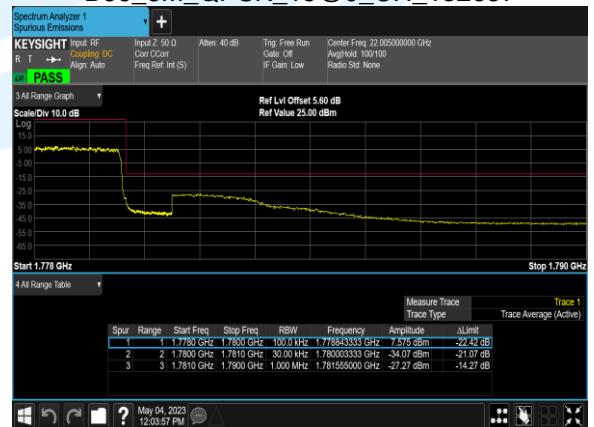 Spectrum Analyzer 1
Spurious Emissions
+
KEYSIGHT Input: RF Input Z: 50 Ω Atten: 40 dB Trig: Free Run Center Freq: 22.005000000 GHz
R T Coupling: DC Corr CCorr Gate: Off Avg|Hold: 100/100
Align: Auto Freq Ref: Int (S) IF Gain: Low Radio Std: None
LV PASS
3 All Range Graph
Ref Lvl Offset 5.60 dB
Scale/Div 10.0 dB Ref Value 25.00 dBm
Log
15.0
5.00
-5.00
-15.0
-25.0
-35.0
-45.0
-55.0
-65.0
Start 1.778 GHz Stop 1.790 GHz
4 All Range Table
Measure Trace Trace 1
Trace Type Trace Average (Active)
Spur Range Start Freq Stop Freq RBW Frequency Amplitude ΔLimit
1 1 1.7780 GHz 1.7800 GHz 100.0 kHz 1.778843333 GHz 7.575 dBm -22.42 dB
2 2 1.7800 GHz 1.7810 GHz 30.00 kHz 1.780003333 GHz -34.07 dBm -21.07 dB
3 3 1.7810 GHz 1.7900 GHz 1.000 MHz 1.781555000 GHz -27.27 dBm -14.27 dB
? May 04, 2023
12:03:57 PM